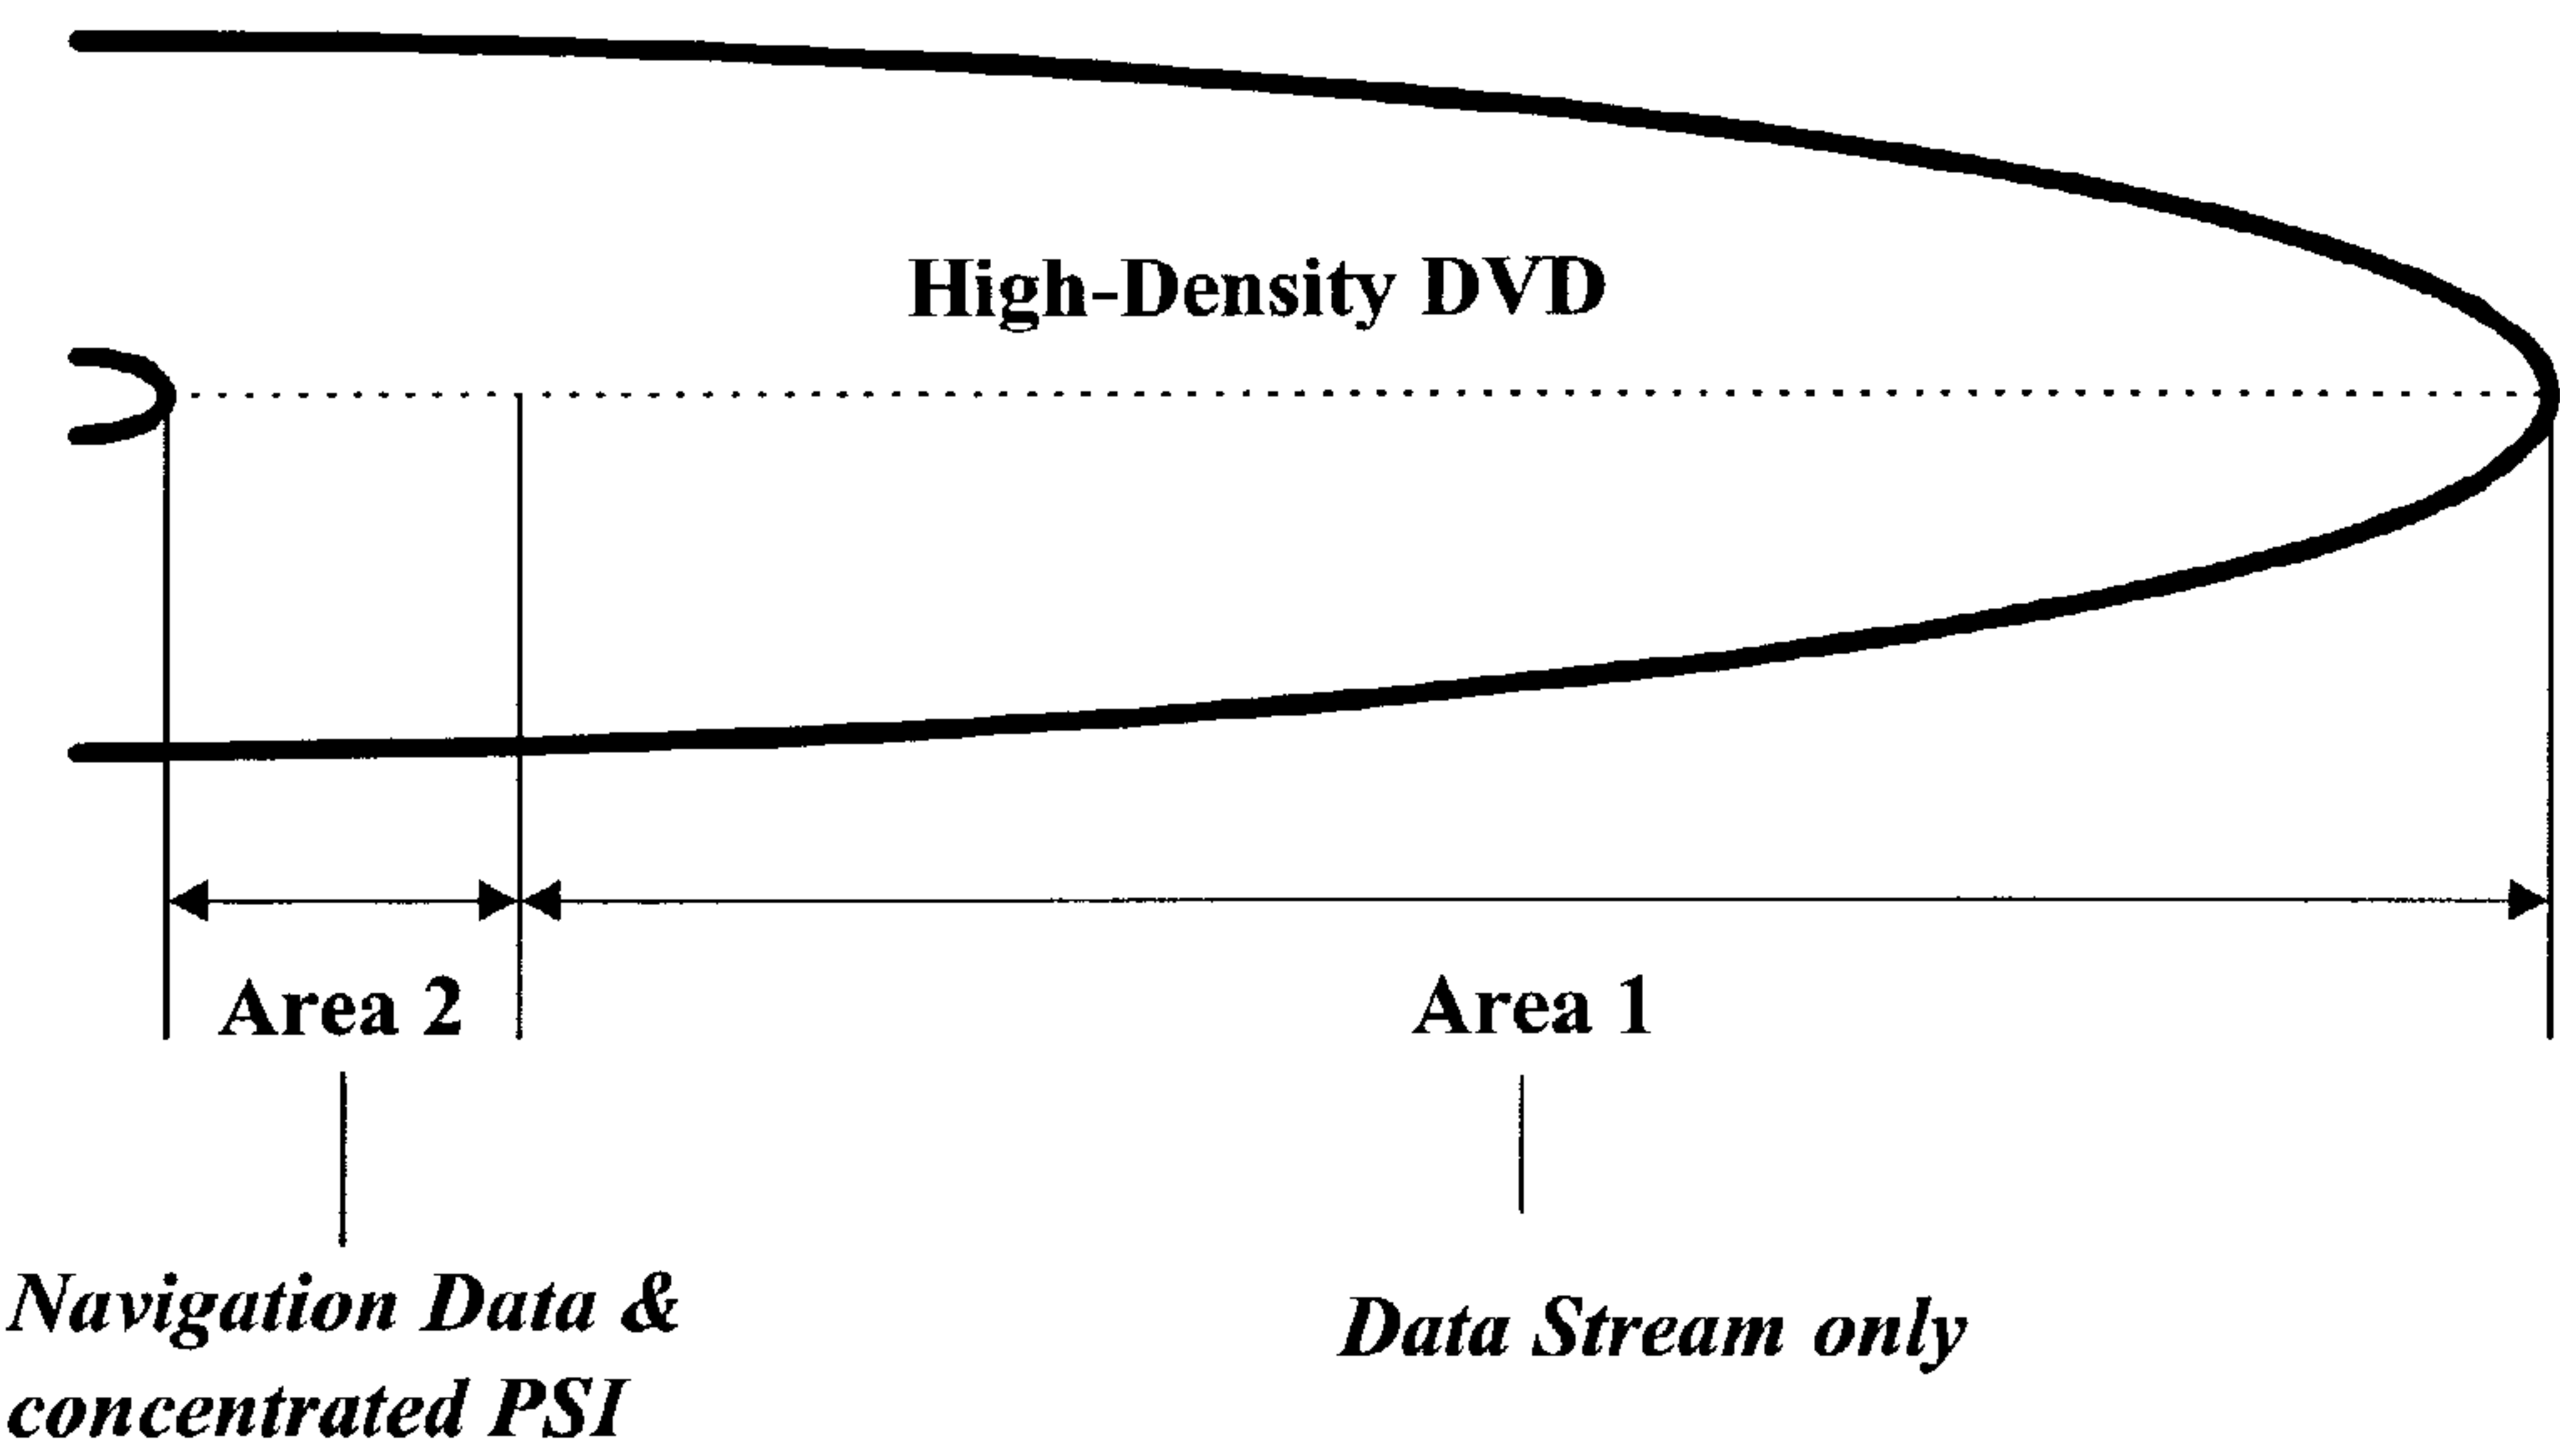 High-Density DVD
Area 2
Area 1
Navigation Data &
concentrated PSI
Data Stream only